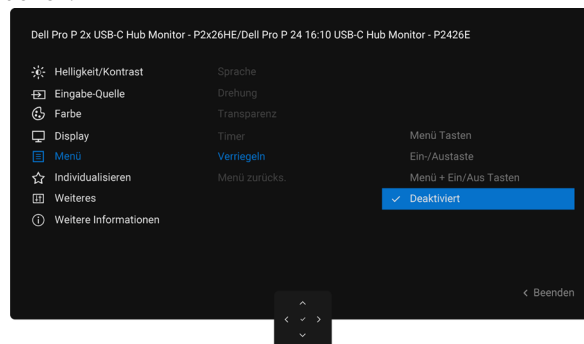 Dell Pro P 2x USB-C Hub Monitor - P2x26HE/Dell Pro P 24 16:10 USB-C Hub Monitor - P2426E
Helligkeit/Kontrast
Eingabe-Quelle
Farbe
Display
Menü
Individualisieren
Weiteres
Weitere Informationen
Sprache
Drehung
Transparenz
Timer
Verriegeln
Menü zurücks.
Menü Tasten
Ein-/Austaste
Menü + Ein/Aus Tasten
Deaktiviert
Beenden